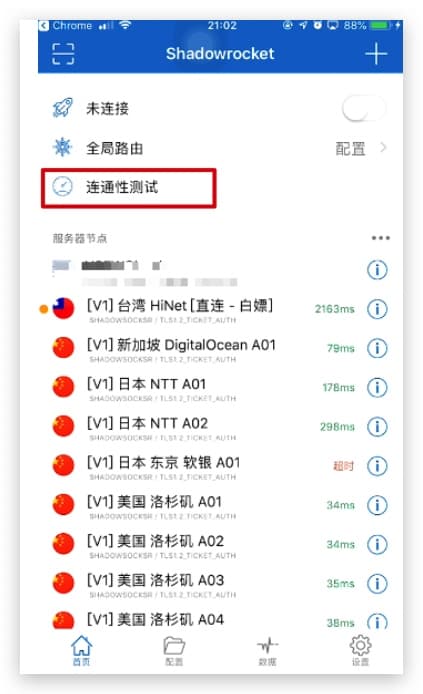 Chrome 21:02 88%
Shadowrocket
未连接
全局路由 配置
连通性测试
服务器节点
[V1] 台湾 HiNet [直连 - 白嫖] 2163ms
SHADOWSOCKSR / TLS1.2_TICKET_AUTH
[V1] 新加坡 DigitalOcean A01 79ms
SHADOWSOCKSR / TLS1.2_TICKET_AUTH
[V1] 日本 NTT A01 178ms
SHADOWSOCKSR / TLS1.2_TICKET_AUTH
[V1] 日本 NTT A02 298ms
SHADOWSOCKSR / TLS1.2_TICKET_AUTH
[V1] 日本 东京 软银 A01 超时
SHADOWSOCKSR / TLS1.2_TICKET_AUTH
[V1] 美国 洛杉矶 A01 34ms
SHADOWSOCKSR / TLS1.2_TICKET_AUTH
[V1] 美国 洛杉矶 A02 34ms
SHADOWSOCKSR / TLS1.2_TICKET_AUTH
[V1] 美国 洛杉矶 A03 35ms
SHADOWSOCKSR / TLS1.2_TICKET_AUTH
[V1] 美国 洛杉矶 A04 38ms
首页 配置 数据 设置